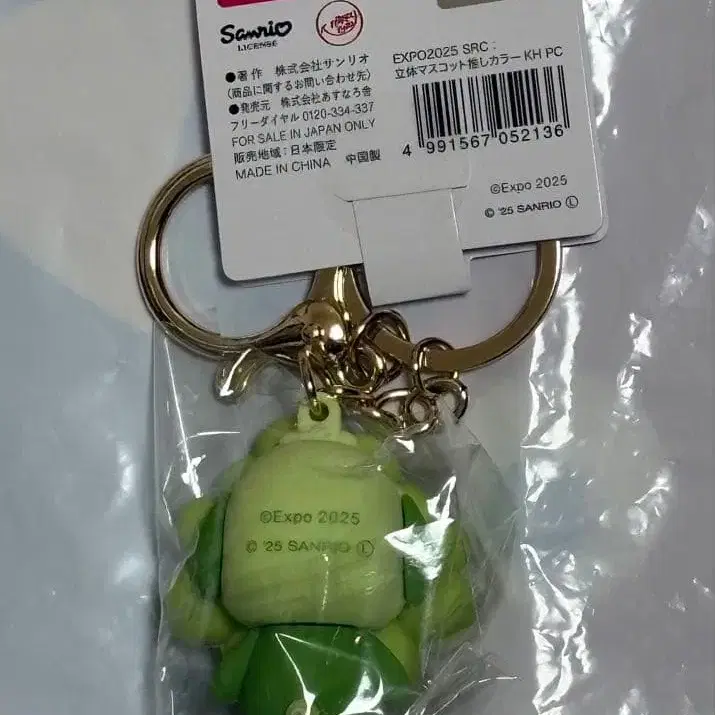 Sanrio
LICENSE
●著作 株式会社サンリオ
(商品に関するお問い合わせ先)
●発売元 株式会社あすなろ舎
フリーダイヤル 0120-334-337
FOR SALE IN JAPAN ONLY
販売地域:日本限定
MADE IN CHINA 中国製
EXPO2025 SRC:
立体マスコット推しカラー KH PC
4 991567 052136
©Expo 2025
© '25 SANRIO Ⓛ
©Expo 2025
© '25 SANRIO Ⓛ